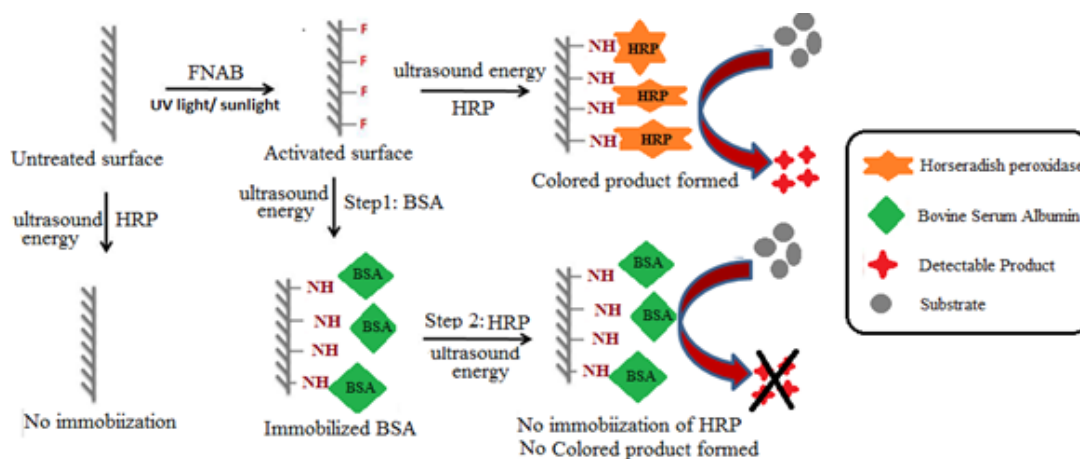 FNAB
UV light/ sunlight
Untreated surface
F
F
F
F
Activated surface
ultrasound energy
HRP
NH
NH
NH
NH
HRP
HRP
HRP
Colored product formed
ultrasound
energy
HRP
ultrasound
energy
Step1: BSA
No immobiization
NH
NH
NH
NH
BSA
BSA
BSA
Immobilized BSA
Step 2: HRP
ultrasound
energy
NH
NH
NH
NH
BSA
BSA
BSA
No immobiization of HRP
No Colored product formed
Horseradish peroxidase
Bovine Serum Albumin
Detectable Product
Substrate